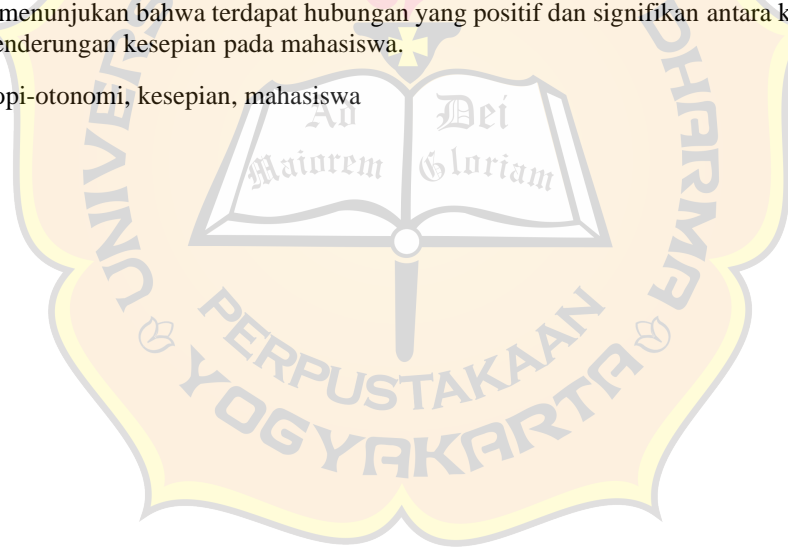 menunjukan bahwa terdapat hubungan yang positif dan signifikan antara k
enderungan kesepian pada mahasiswa.
opi-otonomi, kesepian, mahasiswa
Ad Dei
Maiorem Gloriam
PERPUSTAKAAN
YOGYAKARTA